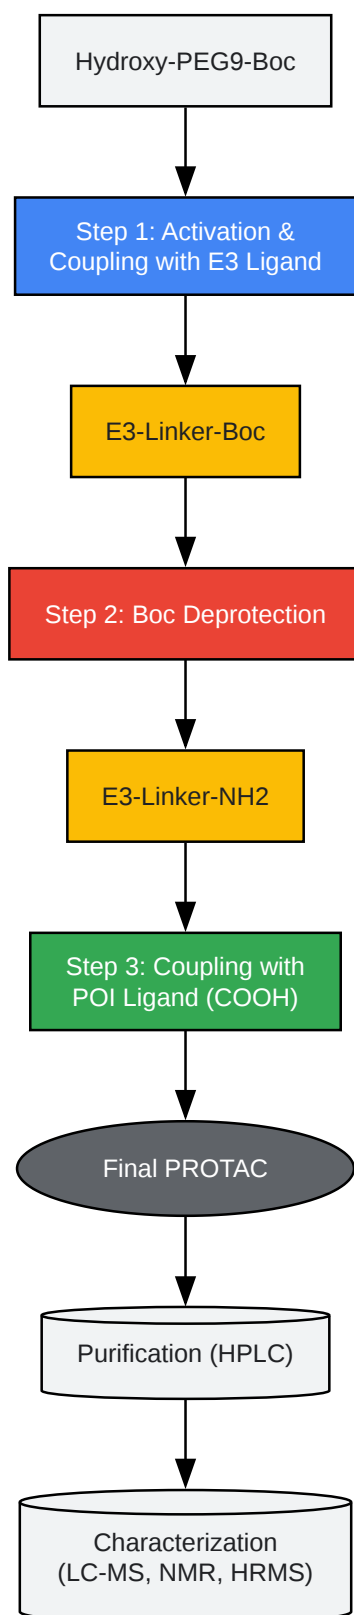 Hydroxy-PEG9-Boc
Step 1: Activation &
Coupling with E3 Ligand
E3-Linker-Boc
Step 2: Boc Deprotection
E3-Linker-NH2
Step 3: Coupling with
POI Ligand (COOH)
Final PROTAC
Purification (HPLC)
Characterization
(LC-MS, NMR, HRMS)